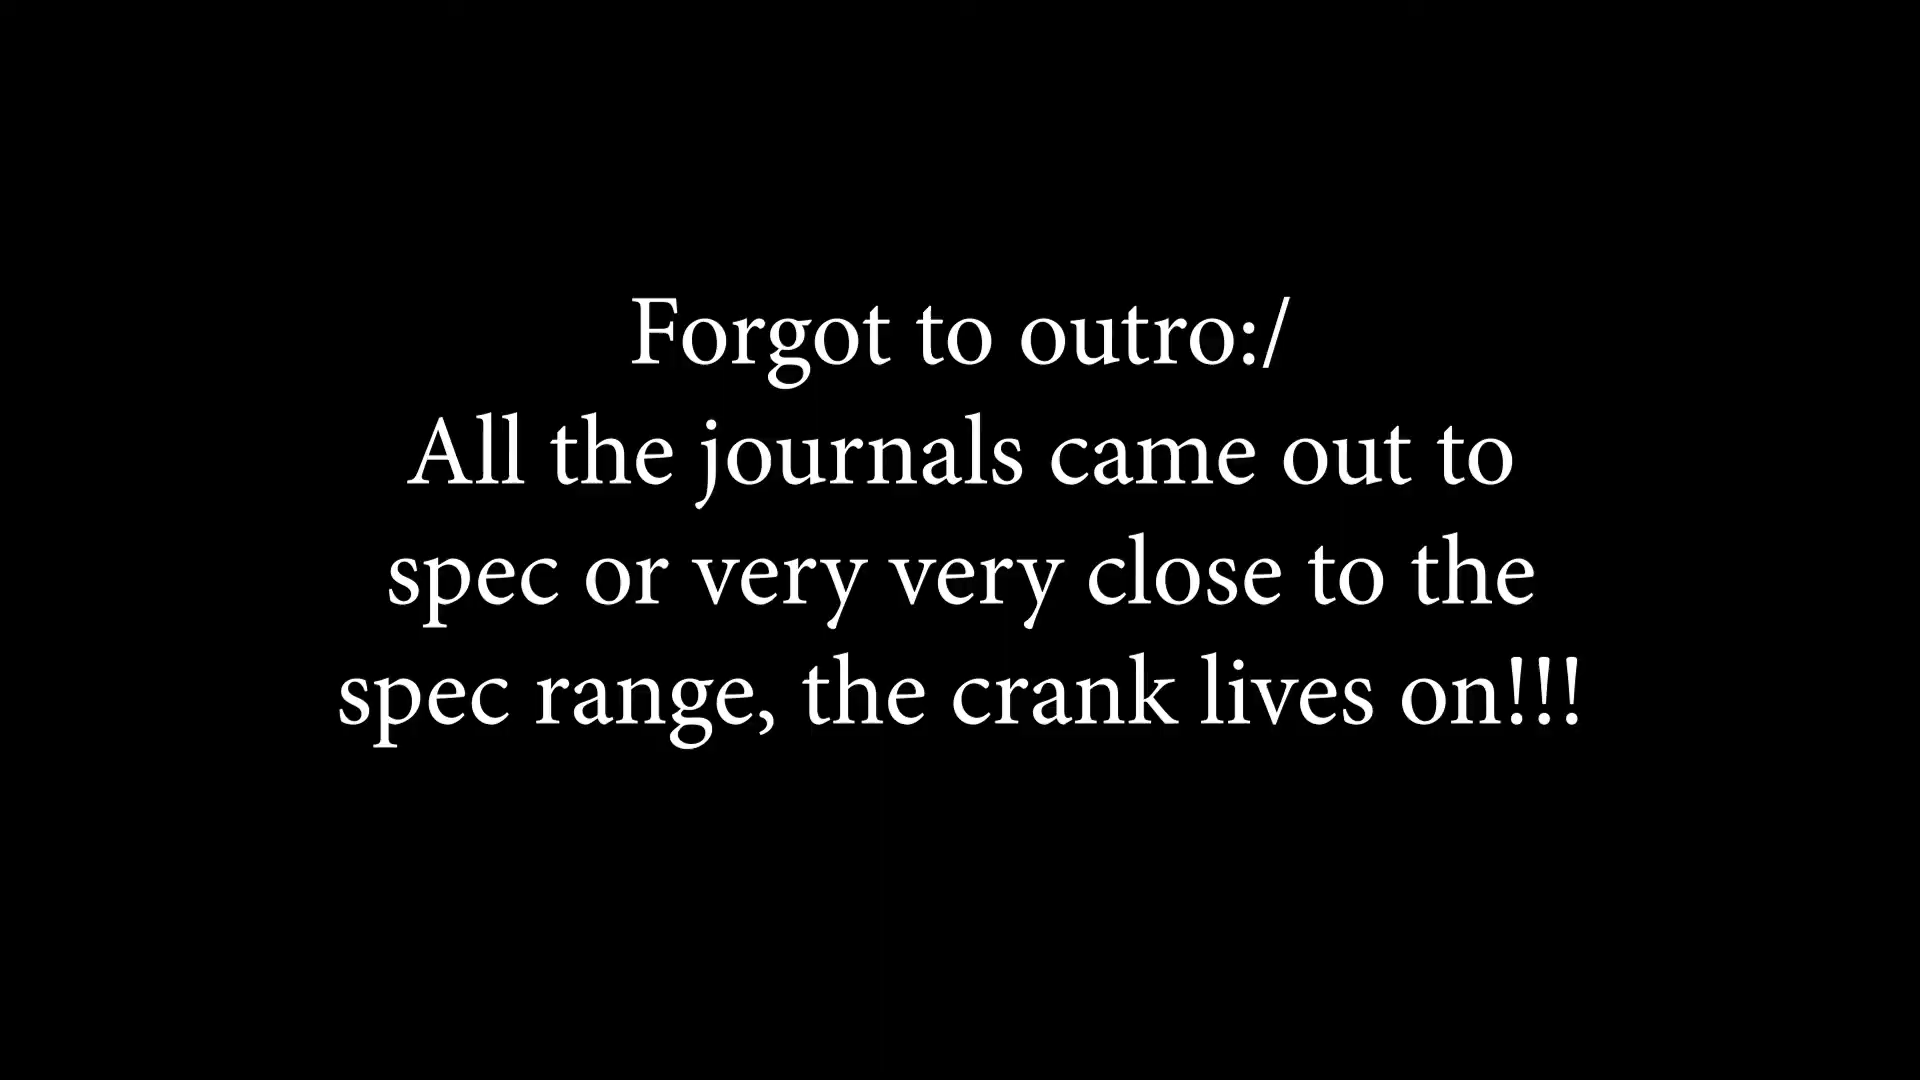 Forgot to outro:/
All the journals came out to
spec or very very close to the
spec range, the crank lives on!!!